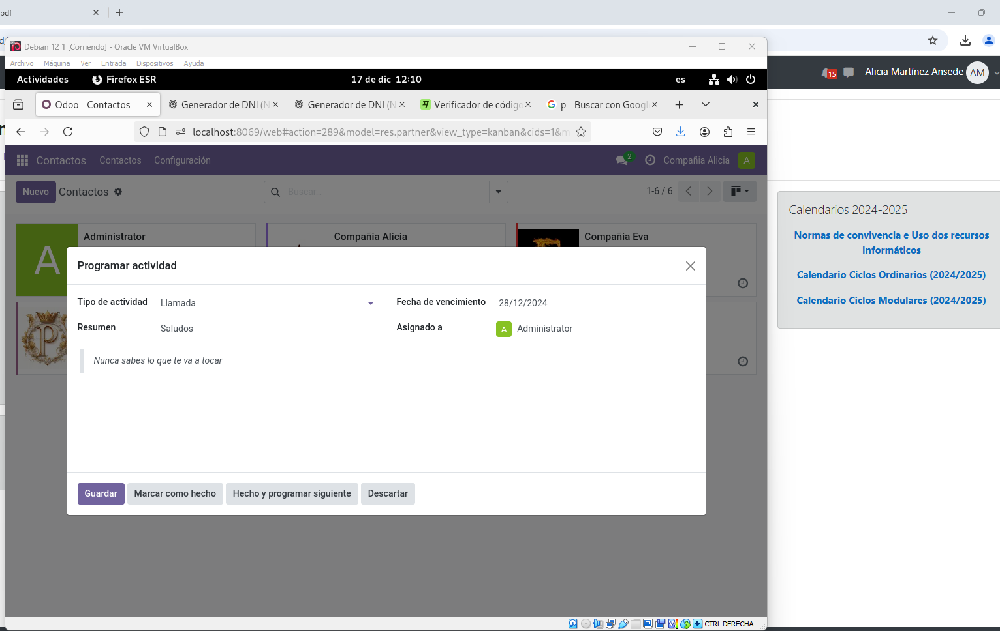 pdf
Debian 12 1 [Corriendo] - Oracle VM VirtualBox
Archivo Máquina Ver Entrada Dispositivos Ayuda
15 Alicia Martínez Ansede AM
Actividades Firefox ESR 17 de dic 12:10 es
Odoo - Contactos Generador de DNI (N Generador de DNI (N Verificador de código p - Buscar con Googl
localhost:8069/web#action=289&model=res.partner&view_type=kanban&cids=1&m
Contactos Contactos Configuración 2 Compañia Alicia A
Nuevo Contactos Buscar... 1-6 / 6
Administrator Compañia Alicia Compañia Eva
A
Programar actividad
Tipo de actividad Llamada Fecha de vencimiento 28/12/2024
Resumen Saludos Asignado a A Administrator
Nunca sabes lo que te va a tocar
P
Guardar Marcar como hecho Hecho y programar siguiente Descartar
Calendarios 2024-2025
Normas de convivencia e Uso dos recursos
Informáticos
Calendario Ciclos Ordinarios (2024/2025)
Calendario Ciclos Modulares (2024/2025)
CTRL DERECHA